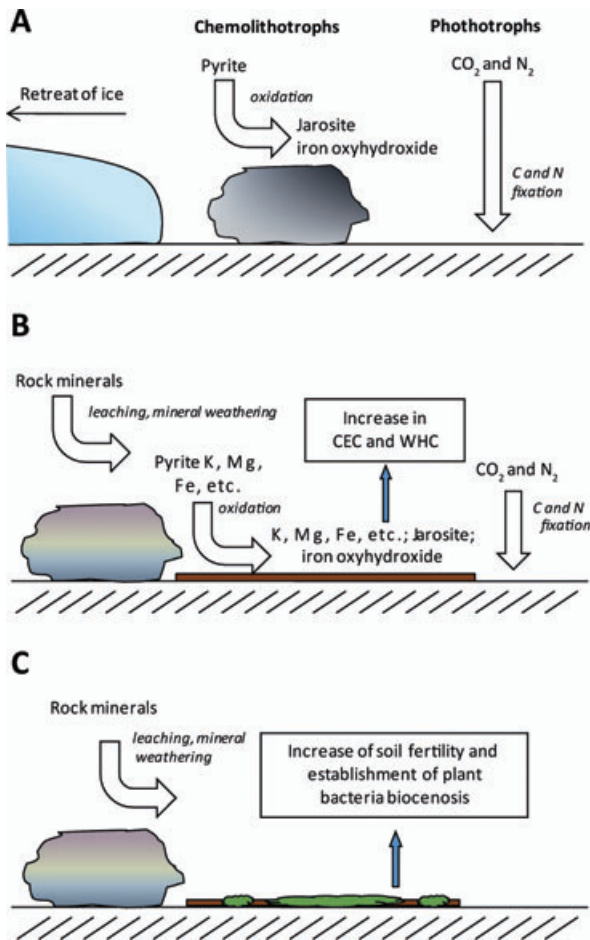 A
Chemolithotrophs
Phothotrophs
Pyrite
CO2 and N2
Retreat of ice
oxidation
Jarosite
iron oxyhydroxide
C and N
fixation
B
Rock minerals
leaching, mineral weathering
Increase in
CEC and WHC
Pyrite K, Mg,
Fe, etc.
CO2 and N2
oxidation
C and N
fixation
K, Mg, Fe, etc.; Jarosite;
iron oxyhydroxide
C
Rock minerals
leaching, mineral
weathering
Increase of soil fertility and
establishment of plant
bacteria biocenosis